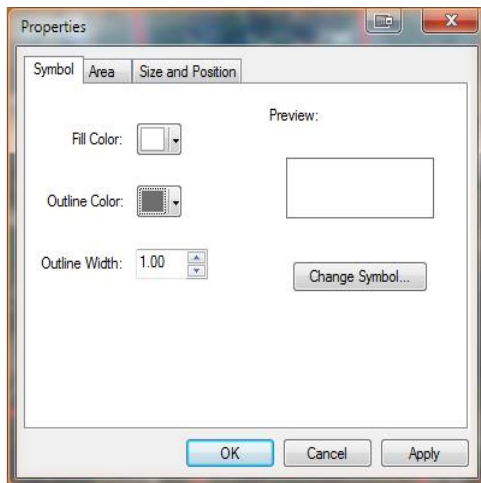 Properties
Symbol Area Size and Position
Preview:
Fill Color:
Outline Color:
Outline Width: 1.00
Change Symbol...
OK Cancel Apply